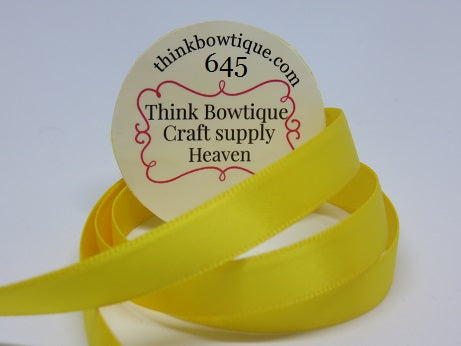 thinkbowtique.com
645
Think Bowtique
Craft supply
Heaven